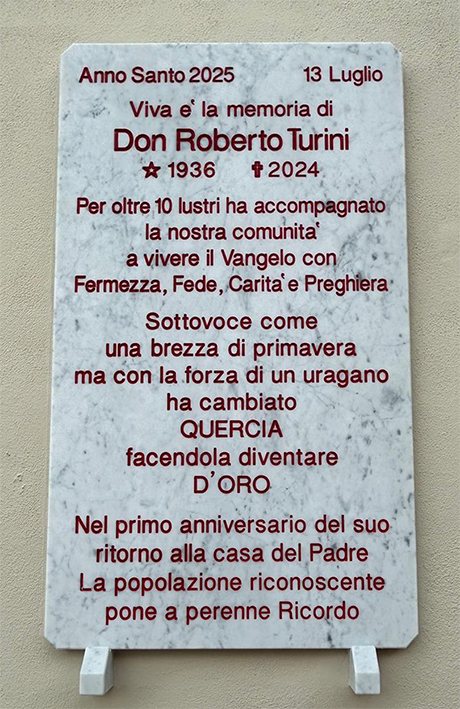 Anno Santo 2025 13 Luglio
Viva e‘ la memoria di
Don Roberto Turini
☆ 1936 ✝ 2024
Per oltre 10 lustri ha accompagnato
la nostra comunita‘
a vivere il Vangelo con
Fermezza, Fede, Carita‘ e Preghiera
Sottovoce come
una brezza di primavera
ma con la forza di un uragano
ha cambiato
QUERCIA
facendola diventare
D’ORO
Nel primo anniversario del suo
ritorno alla casa del Padre
La popolazione riconoscente
pone a perenne Ricordo